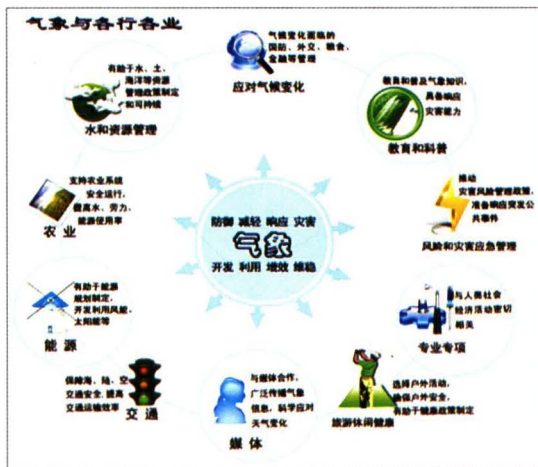 气象与各行各业
气候变化面临的
国防、外交、粮食、
金融等管理
应对气候变化
有助于水、土、
海洋等资源
管理政策制定
和可持续
水和资源管理
教育和普及气象知识，
具备响应
灾害能力
教育和科普
支持农业系统
安全运行，
提高水、劳力、
能源使用率
农业
推动
灾害风险管理政策，
准备响应突发公
共事件
风险和灾害应急管理
防御 减轻 响应 灾害
气象
开发 利用 增效 维稳
有助于能源
规划制定，
开发利用风能，
太阳能等
能源
与人类社会
经济活动密切
相关
专业专项
保障海、陆、空
交通安全，提高
交通运输效率
交通
与媒体合作，
广泛传播气象
信息，科学应对
天气变化
媒体
选择户外活动，
确保户外安全，
有助于健康政策制定
旅游休闲健康